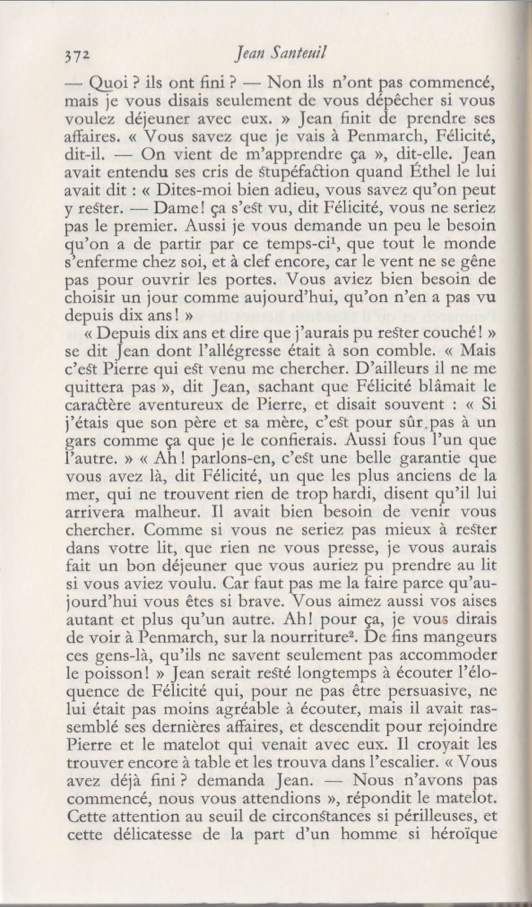 372 Jean Santeuil
— Quoi ? ils ont fini ? — Non ils n'ont pas commencé,
mais je vous disais seulement de vous dépêcher si vous
voulez déjeuner avec eux. » Jean finit de prendre ses
affaires. « Vous savez que je vais à Penmarch, Félicité,
dit-il. — On vient de m'apprendre ça », dit-elle. Jean
avait entendu ses cris de stupéfaction quand Éthel le lui
avait dit : « Dites-moi bien adieu, vous savez qu'on peut
y rester. — Dame! ça s'est vu, dit Félicité, vous ne seriez
pas le premier. Aussi je vous demande un peu le besoin
qu'on a de partir par ce temps-ci¹, que tout le monde
s'enferme chez soi, et à clef encore, car le vent ne se gêne
pas pour ouvrir les portes. Vous aviez bien besoin de
choisir un jour comme aujourd'hui, qu'on n'en a pas vu
depuis dix ans! »
« Depuis dix ans et dire que j'aurais pu rester couché! »
se dit Jean dont l'allégresse était à son comble. « Mais
c'est Pierre qui est venu me chercher. D'ailleurs il ne me
quittera pas », dit Jean, sachant que Félicité blâmait le
caractère aventureux de Pierre, et disait souvent : « Si
j'étais que son père et sa mère, c'est pour sûr pas à un
gars comme ça que je le confierais. Aussi fous l'un que
l'autre. » « Ah! parlons-en, c'est une belle garantie que
vous avez là, dit Félicité, un que les plus anciens de la
mer, qui ne trouvent rien de trop hardi, disent qu'il lui
arrivera malheur. Il avait bien besoin de venir vous
chercher. Comme si vous ne seriez pas mieux à rester
dans votre lit, que rien ne vous presse, je vous aurais
fait un bon déjeuner que vous auriez pu prendre au lit
si vous aviez voulu. Car faut pas me la faire parce qu'au-
jourd'hui vous êtes si brave. Vous aimez aussi vos aises
autant et plus qu'un autre. Ah! pour ça, je vous dirais
de voir à Penmarch, sur la nourriture². De fins mangeurs
ces gens-là, qu'ils ne savent seulement pas accommoder
le poisson! » Jean serait resté longtemps à écouter l'élo-
quence de Félicité qui, pour ne pas être persuasive, ne
lui était pas moins agréable à écouter, mais il avait ras-
semblé ses dernières affaires, et descendit pour rejoindre
Pierre et le matelot qui venait avec eux. Il croyait les
trouver encore à table et les trouva dans l'escalier. « Vous
avez déjà fini ? demanda Jean. — Nous n'avons pas
commencé, nous vous attendions », répondit le matelot.
Cette attention au seuil de circonstances si périlleuses, et
cette délicatesse de la part d'un homme si héroïque